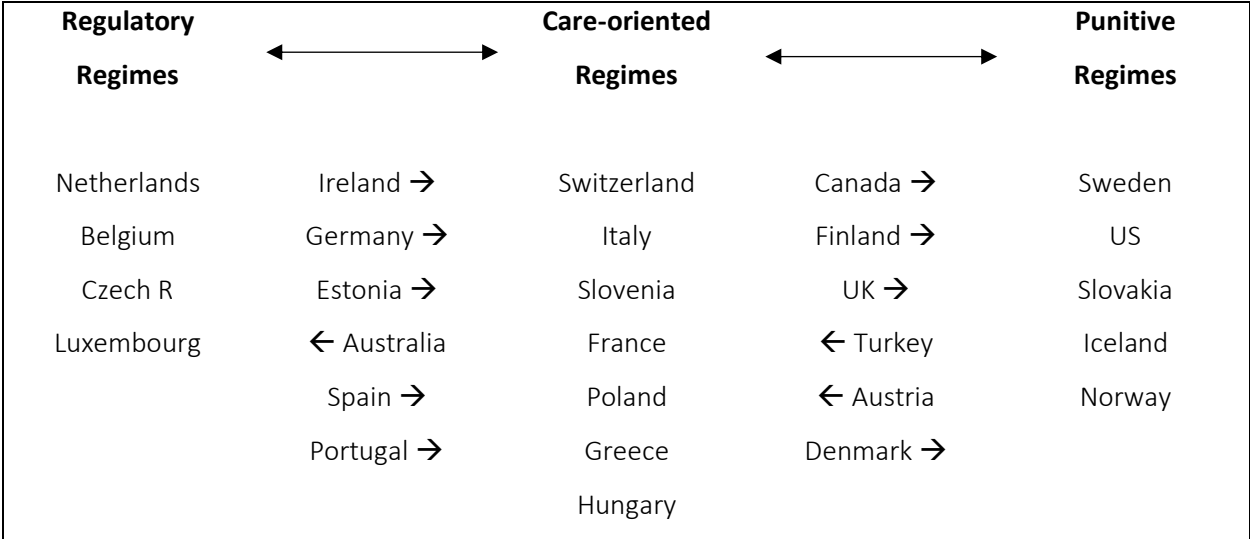 Regulatory Care-oriented Punitive
Regimes Regimes Regimes
Netherlands Ireland → Switzerland Canada → Sweden
Belgium Germany → Italy Finland → US
Czech R Estonia → Slovenia UK → Slovakia
Luxembourg ← Australia France ← Turkey Iceland
Spain → Poland ← Austria Norway
Portugal → Greece Denmark →
Hungary